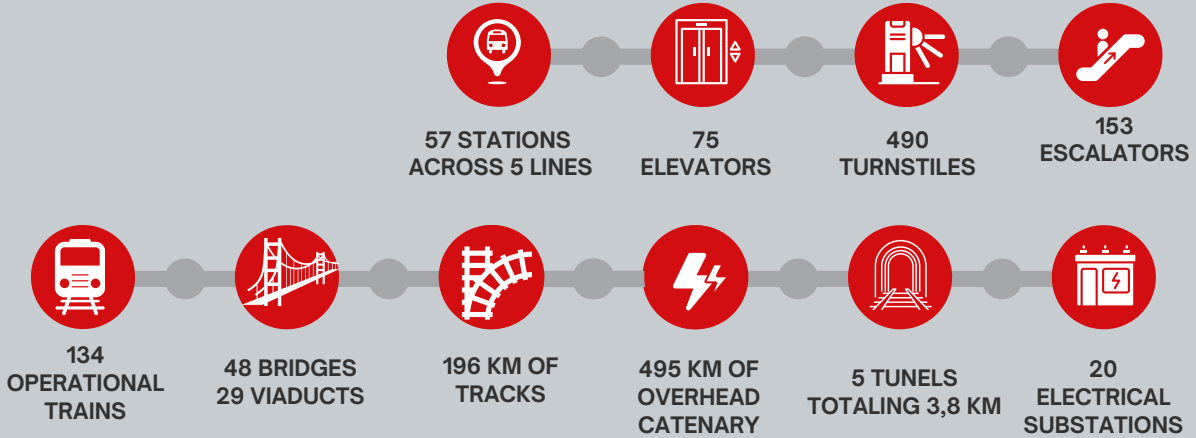 57 STATIONS
ACROSS 5 LINES
75
ELEVATORS
490
TURNSTILES
153
ESCALATORS
134
OPERATIONAL
TRAINS
48 BRIDGES
29 VIADUCTS
196 KM OF
TRACKS
495 KM OF
OVERHEAD
CATENARY
5 TUNELS
TOTALING 3,8 KM
20
ELECTRICAL
SUBSTATIONS